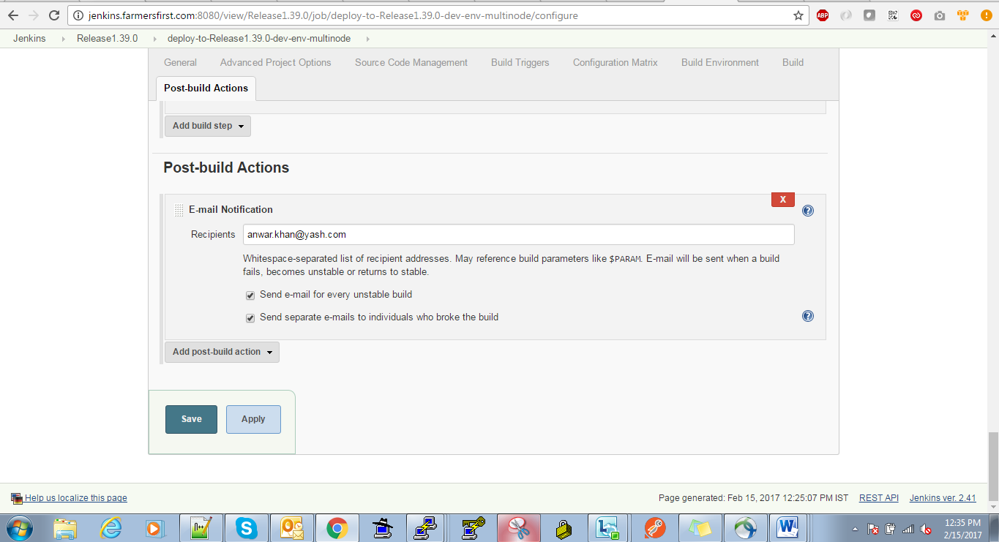 jenkins.farmersfirst.com:8080/view/Release1.39.0/job/deploy-to-Release1.39.0-dev-env-multinode/configure
ABP
Jenkins Release1.39.0 deploy-to-Release1.39.0-dev-env-multinode
General Advanced Project Options Source Code Management Build Triggers Configuration Matrix Build Environment Build
Post-build Actions
Add build step
Post-build Actions
X
E-mail Notification
Recipients anwar.khan@yash.com
Whitespace-separated list of recipient addresses. May reference build parameters like $PARAM. E-mail will be sent when a build
fails, becomes unstable or returns to stable.
Send e-mail for every unstable build
Send separate e-mails to individuals who broke the build
Add post-build action
Save Apply
Help us localize this page Page generated: Feb 15, 2017 12:25:07 PM IST REST API Jenkins ver. 2.41
12:35 PM
2/15/2017